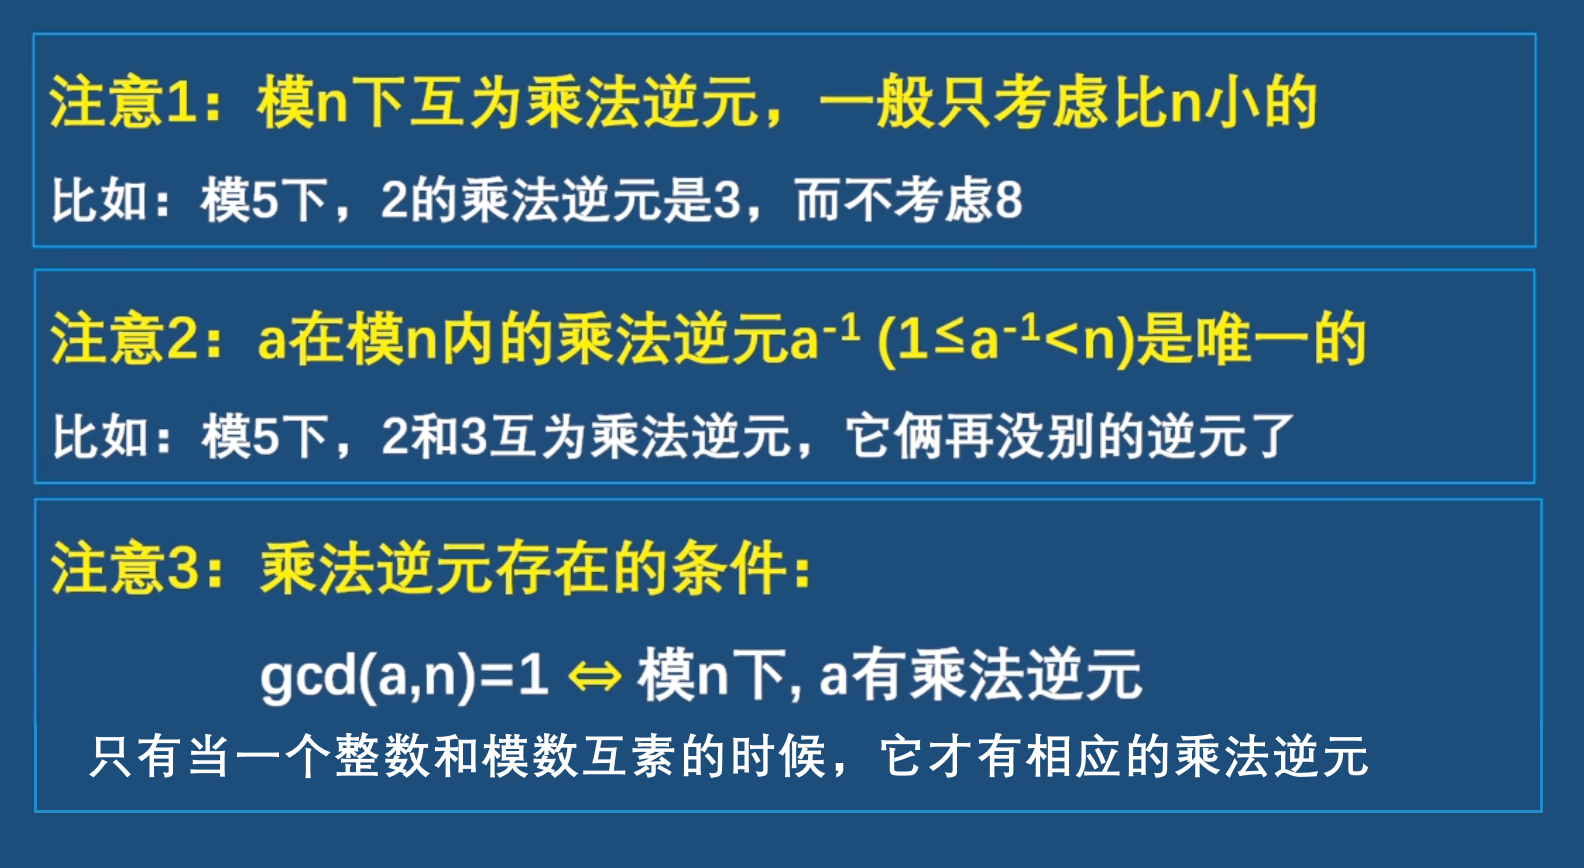 注意1：模n下互为乘法逆元，一般只考虑比n小的
比如：模5下，2的乘法逆元是3，而不考虑8
注意2：a在模n内的乘法逆元a⁻¹ (1≤a⁻¹<n)是唯一的
比如：模5下，2和3互为乘法逆元，它俩再没别的逆元了
注意3：乘法逆元存在的条件：
gcd(a,n)=1 ⇔ 模n下, a有乘法逆元
只有当一个整数和模数互素的时候，它才有相应的乘法逆元